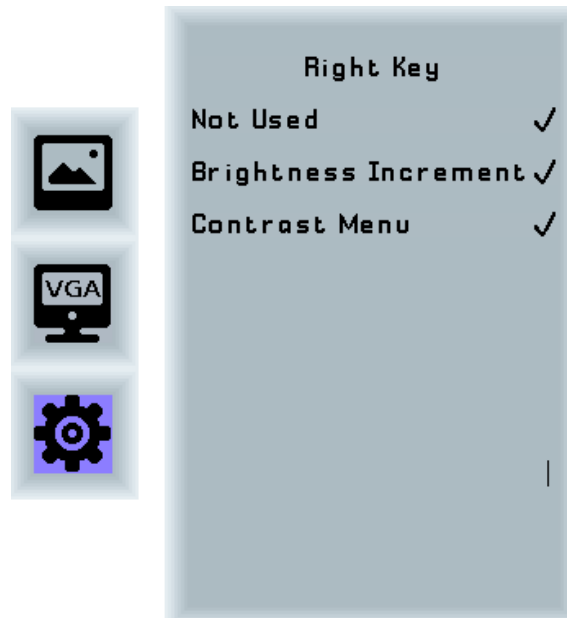 Right Key
Not Used ✓
Brightness Increment ✓
Contrast Menu ✓
VGA